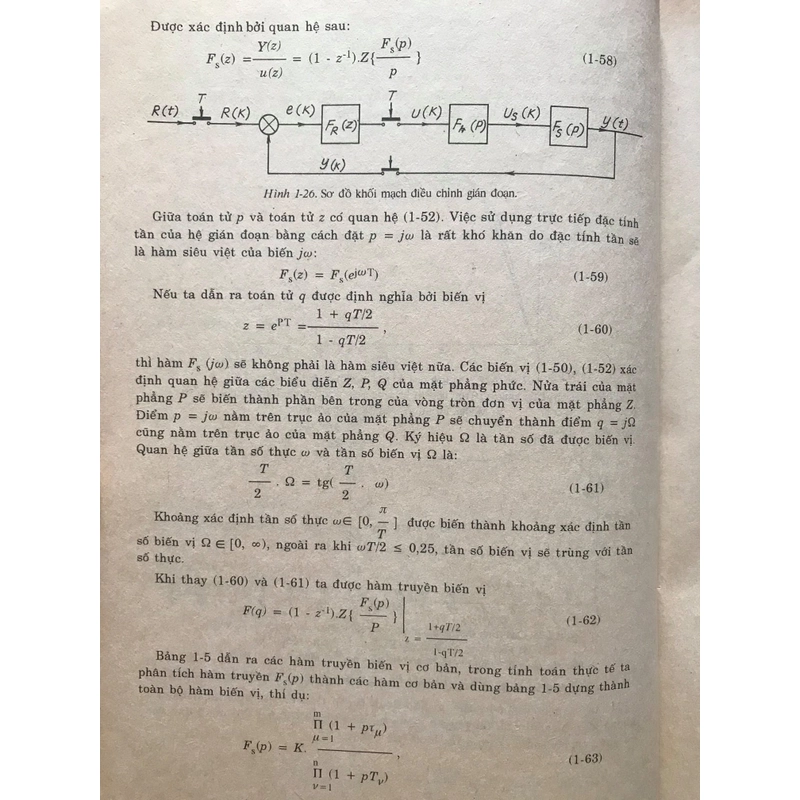 Được xác định bởi quan hệ sau:
F_s(z) = Y(z)/u(z) = (1 - z⁻¹).Z{F_s(p)/p} (1-58)
R(t) T R(K) e(K) F_R(z) T U(K) F_A(P) U_S(K) F_S(P) y(t)
y(K)
Hình 1-26. Sơ đồ khối mạch điều chỉnh gián đoạn.
Giữa toán tử p và toán tử z có quan hệ (1-52). Việc sử dụng trực tiếp đặc tính
tần của hệ gián đoạn bằng cách đặt p = jω là rất khó khăn do đặc tính tần sẽ
là hàm siêu việt của biến jω:
F_s(z) = F_s(e^jωT) (1-59)
Nếu ta dẫn ra toán tử q được định nghĩa bởi biến vị
z = e^PT = (1 + qT/2)/(1 - qT/2) , (1-60)
thì hàm F_s (jω) sẽ không phải là hàm siêu việt nữa. Các biến vị (1-50), (1-52) xác
định quan hệ giữa các biểu diễn Z, P, Q của mặt phẳng phức. Nửa trái của mặt
phẳng P sẽ biến thành phần bên trong của vòng tròn đơn vị của mặt phẳng Z.
Điểm p = jω nằm trên trục ảo của mặt phẳng P sẽ chuyển thành điểm q = jΩ
cũng nằm trên trục ảo của mặt phẳng Q. Ký hiệu Ω là tần số đã được biến vị.
Quan hệ giữa tần số thực ω và tần số biến vị Ω là:
T/2 . Ω = tg( T/2 . ω) (1-61)
Khoảng xác định tần số thực ω∈ [0, π/T ] được biến thành khoảng xác định tần
số biến vị Ω ∈ [0, ∞), ngoài ra khi ωT/2 ≤ 0,25, tần số biến vị sẽ trùng với tần
số thực.
Khi thay (1-60) và (1-61) ta được hàm truyền biến vị
F(q) = (1 - z⁻¹).Z{ F_s(p)/P } | z = (1+qT/2)/(1-qT/2) (1-62)
Bảng 1-5 dẫn ra các hàm truyền biến vị cơ bản, trong tính toán thực tế ta
phân tích hàm truyền F_s(p) thành các hàm cơ bản và dùng bảng 1-5 dựng thành
toàn bộ hàm biến vị, thí dụ:
F_s(p) = K. m Π μ=1 (1 + pτ_μ) / n Π ν=1 (1 + pT_ν) , (1-63)